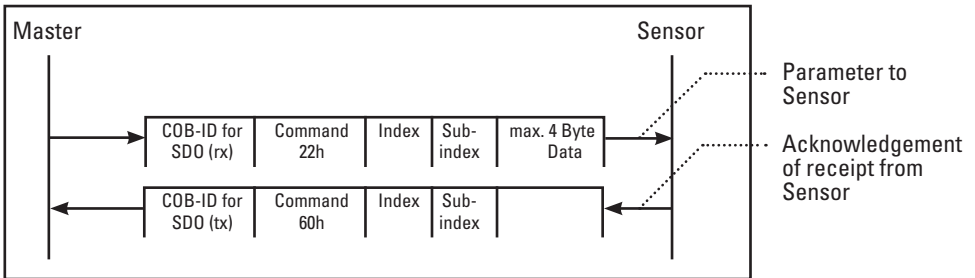 Master
Sensor
Parameter to
Sensor
COB-ID for
SDO (rx)
Command
22h
Index
Sub-
index
max. 4 Byte
Data
Acknowledgement
of receipt from
Sensor
COB-ID for
SDO (tx)
Command
60h
Index
Sub-
index